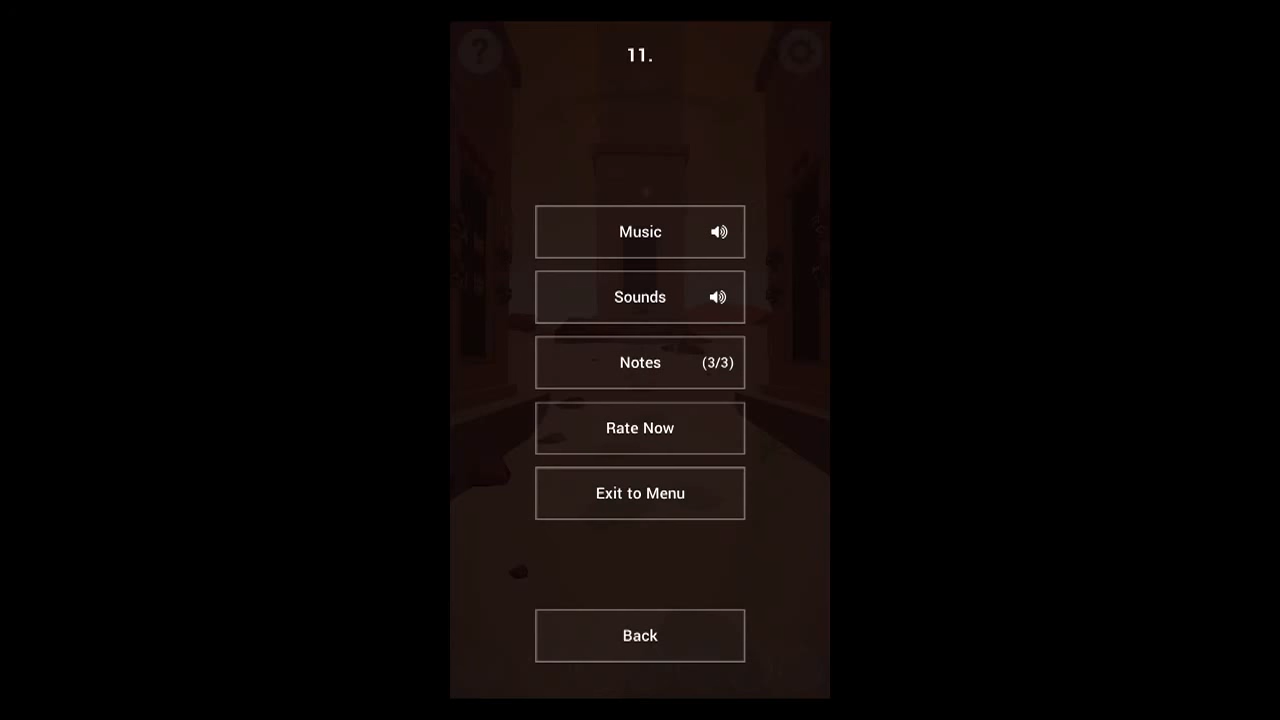 ?
11.
Music
Sounds
Notes (3/3)
Rate Now
Exit to Menu
Back